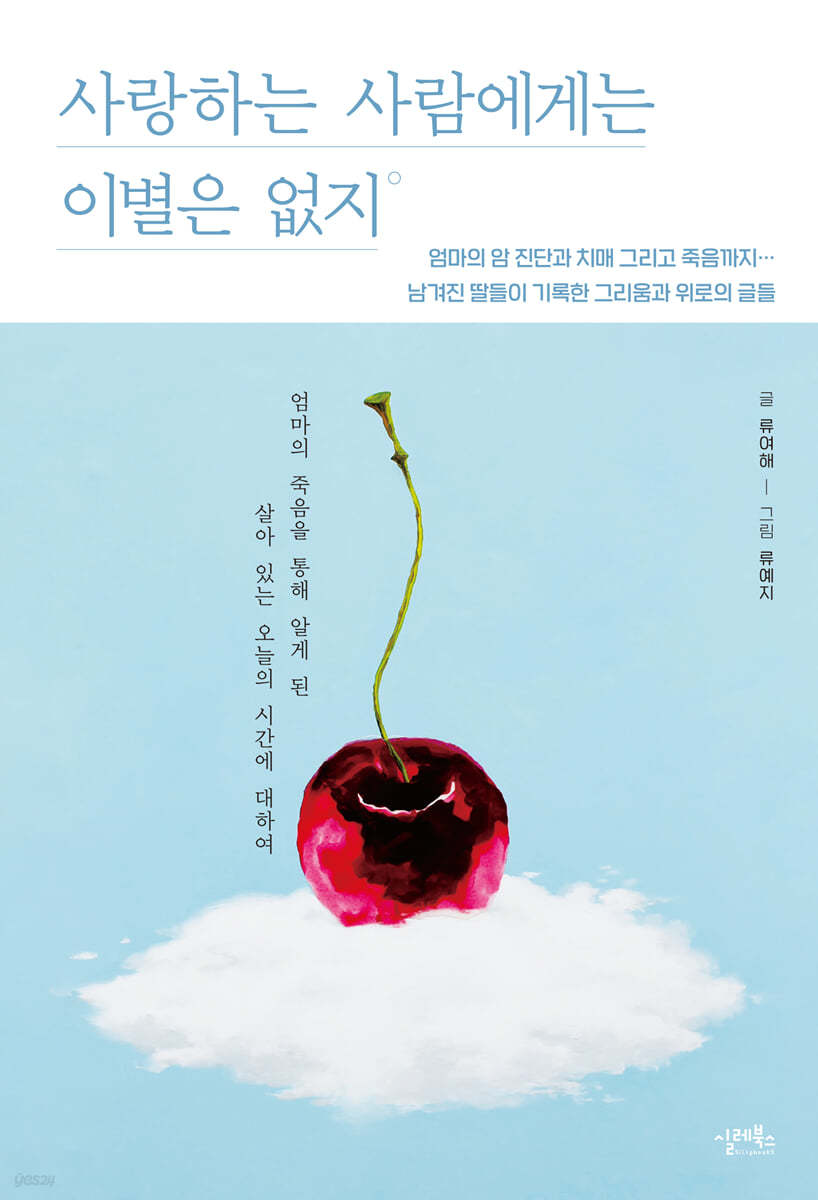 사랑하는 사람에게는
이별은 없지。
엄마의 암 진단과 치매 그리고 죽음까지…
남겨진 딸들이 기록한 그리움과 위로의 글들
엄마의 죽음을 통해 알게 된
살아 있는 오늘의 시간에 대하여
글 류여해 — 그림 류예지
실레북스
Sillybooks
yes24